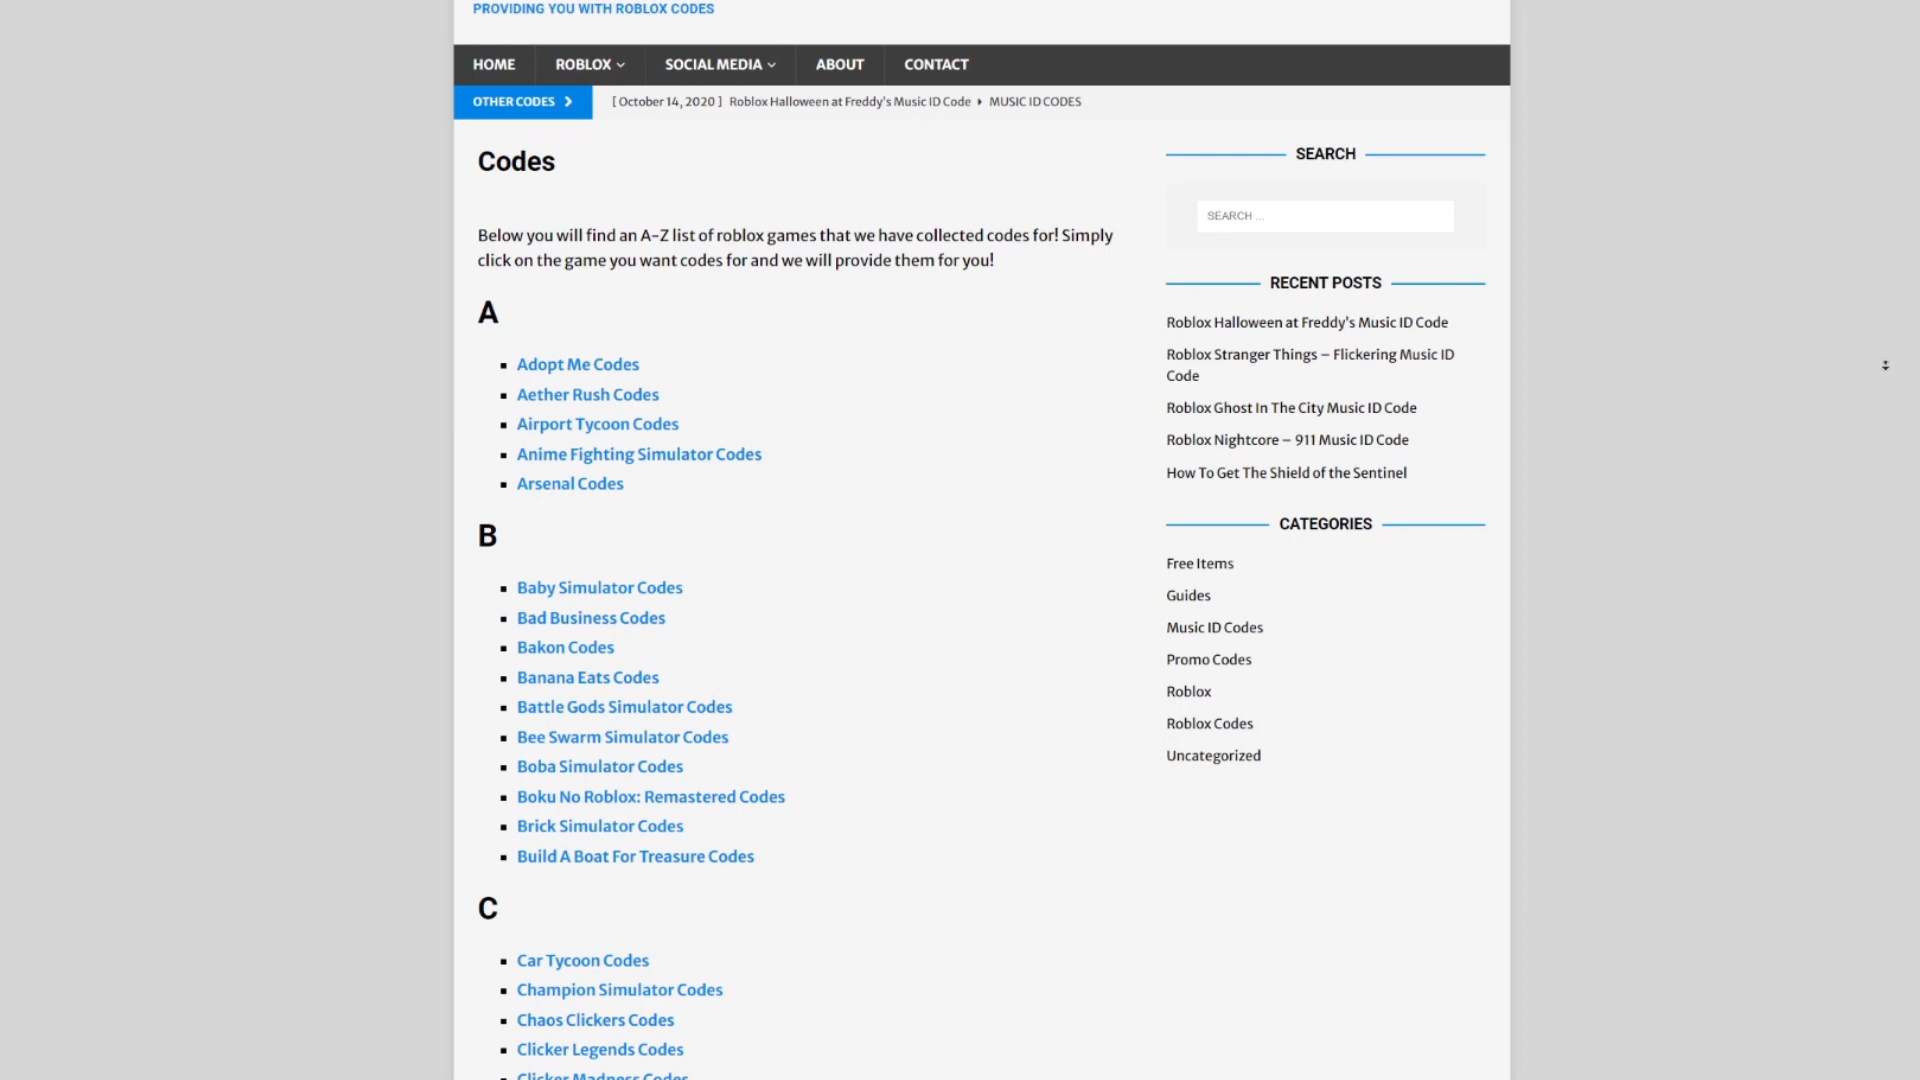 PROVIDING YOU WITH ROBLOX CODES
HOME ROBLOX SOCIAL MEDIA ABOUT CONTACT
OTHER CODES [ October 14, 2020 ] Roblox Halloween at Freddy's Music ID Code MUSIC ID CODES
Codes
Below you will find an A-Z list of roblox games that we have collected codes for! Simply
click on the game you want codes for and we will provide them for you!
A
Adopt Me Codes
Aether Rush Codes
Airport Tycoon Codes
Anime Fighting Simulator Codes
Arsenal Codes
B
Baby Simulator Codes
Bad Business Codes
Bakon Codes
Banana Eats Codes
Battle Gods Simulator Codes
Bee Swarm Simulator Codes
Boba Simulator Codes
Boku No Roblox: Remastered Codes
Brick Simulator Codes
Build A Boat For Treasure Codes
C
Car Tycoon Codes
Champion Simulator Codes
Chaos Clickers Codes
Clicker Legends Codes
Clicker Madness Codes
SEARCH
SEARCH ...
RECENT POSTS
Roblox Halloween at Freddy's Music ID Code
Roblox Stranger Things – Flickering Music ID
Code
Roblox Ghost In The City Music ID Code
Roblox Nightcore – 911 Music ID Code
How To Get The Shield of the Sentinel
CATEGORIES
Free Items
Guides
Music ID Codes
Promo Codes
Roblox
Roblox Codes
Uncategorized